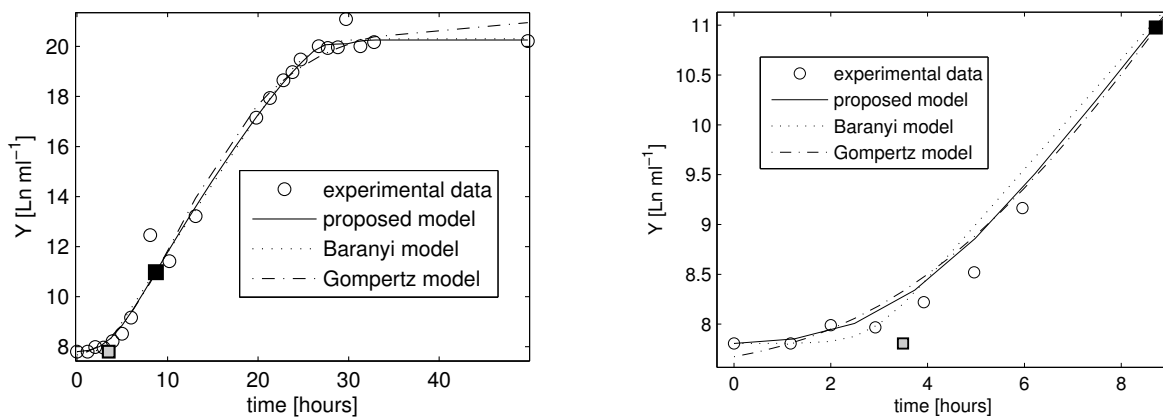 20
18
16
14
12
10
8
Y [Ln ml⁻¹]
0
10
20
30
40
time [hours]
experimental data
proposed model
Baranyi model
Gompertz model
11
10.5
10
9.5
9
8.5
8
Y [Ln ml⁻¹]
0
2
4
6
8
time [hours]
experimental data
proposed model
Baranyi model
Gompertz model